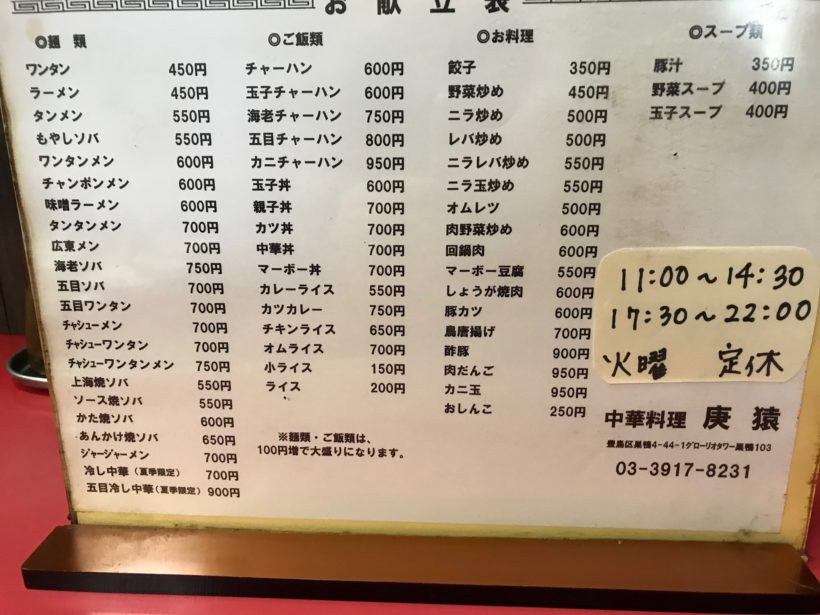 お献立表
◎麺 類
ワンタン 450円
ラーメン 450円
タンメン 550円
もやしソバ 550円
ワンタンメン 600円
チャンポンメン 600円
味噌ラーメン 600円
タンタンメン 700円
広東メン 700円
海老ソバ 750円
五目ソバ 700円
五目ワンタン 700円
チャシューメン 700円
チャシューワンタン 700円
チャシューワンタンメン 750円
上海焼ソバ 550円
ソース焼ソバ 550円
かた焼ソバ 600円
あんかけ焼ソバ 650円
ジャージャーメン 700円
冷し中華(夏季限定) 700円
五目冷し中華(夏季限定) 900円
◎ご飯類
チャーハン 600円
玉子チャーハン 600円
海老チャーハン 750円
五目チャーハン 800円
カニチャーハン 950円
玉子丼 600円
親子丼 700円
カツ丼 700円
中華丼 700円
マーボー丼 700円
カレーライス 550円
カツカレー 750円
チキンライス 650円
オムライス 700円
小ライス 150円
ライス 200円
※麺類・ご飯類は、
100円増で大盛りになります。
◎お料理
餃子 350円
野菜炒め 450円
ニラ炒め 500円
レバ炒め 500円
ニラレバ炒め 550円
ニラ玉炒め 550円
オムレツ 500円
肉野菜炒め 600円
回鍋肉 600円
マーボー豆腐 550円
しょうが焼肉 600円
豚カツ 600円
鳥唐揚げ 700円
酢豚 900円
肉だんご 950円
カニ玉 950円
おしんこ 250円
◎スープ類
豚汁 350円
野菜スープ 400円
玉子スープ 400円
11:00～14:30
17:30～22:00
火曜 定休
中華料理 庚猿
豊島区巣鴨4-44-1グローリオタワー巣鴨103
03-3917-8231